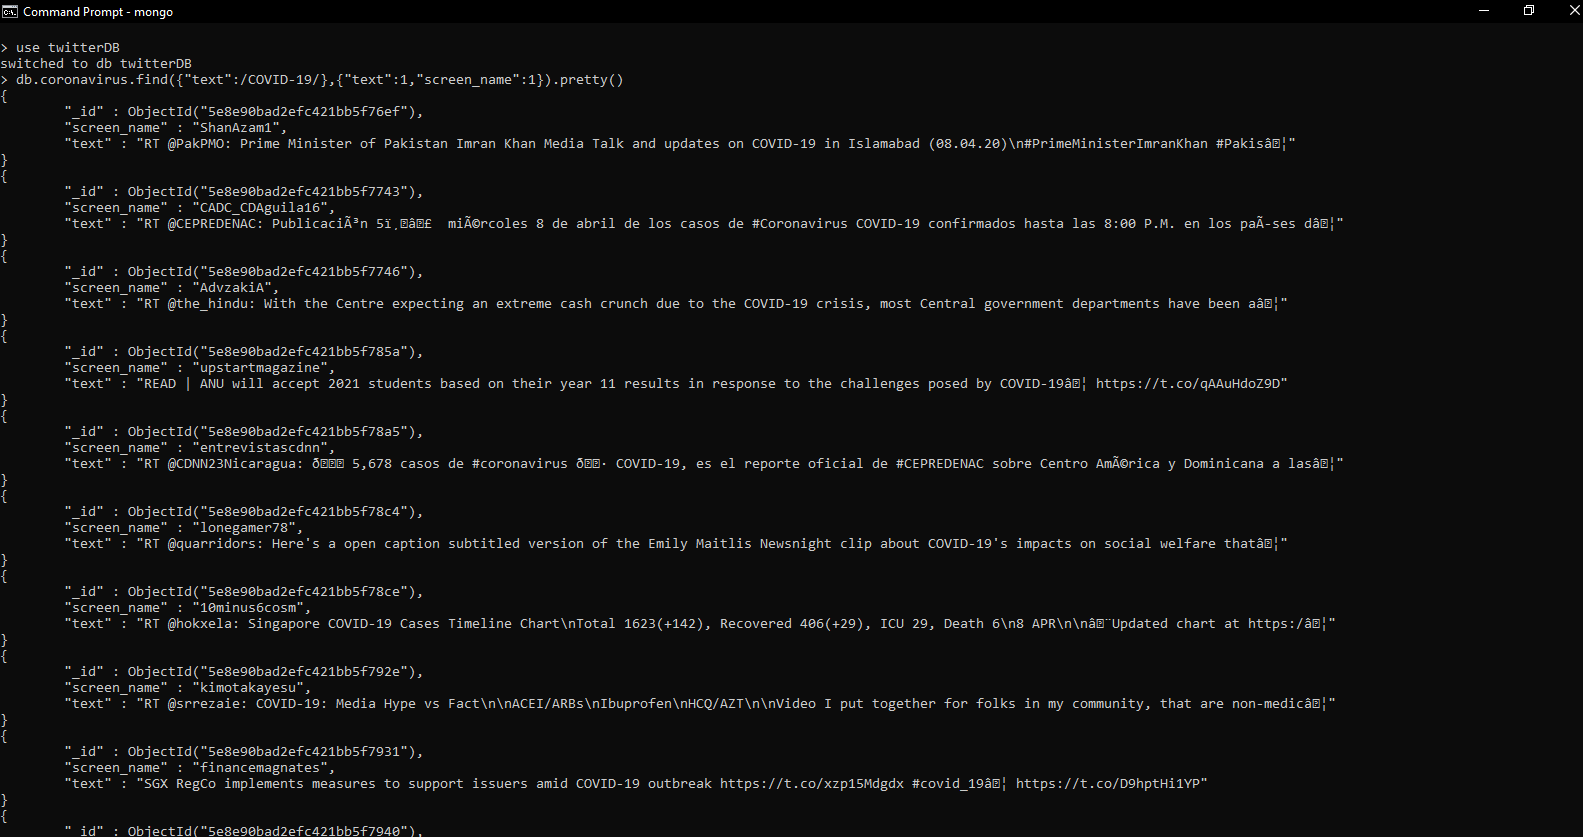 Command Prompt - mongo
> use twitterDB
switched to db twitterDB
> db.coronavirus.find({"text":/COVID-19/},{"text":1,"screen_name":1}).pretty()
{
"_id" : ObjectId("5e8e90bad2efc421bb5f76ef"),
"screen_name" : "ShanAzam1",
"text" : "RT @PakPMO: Prime Minister of Pakistan Imran Khan Media Talk and updates on COVID-19 in Islamabad (08.04.20)\n#PrimeMinisterImranKhan #Pakisâ⍰¦"
}
{
"_id" : ObjectId("5e8e90bad2efc421bb5f7743"),
"screen_name" : "CADC_CDAguila16",
"text" : "RT @CEPREDENAC: PublicaciÃ³n 5ï¸⍰â⍰£  miÃ©rcoles 8 de abril de los casos de #Coronavirus COVID-19 confirmados hasta las 8:00 P.M. en los paÃ-ses dâ⍰¦"
}
{
"_id" : ObjectId("5e8e90bad2efc421bb5f7746"),
"screen_name" : "AdvzakiA",
"text" : "RT @the_hindu: With the Centre expecting an extreme cash crunch due to the COVID-19 crisis, most Central government departments have been aâ⍰¦"
}
{
"_id" : ObjectId("5e8e90bad2efc421bb5f785a"),
"screen_name" : "upstartmagazine",
"text" : "READ | ANU will accept 2021 students based on their year 11 results in response to the challenges posed by COVID-19â⍰¦ https://t.co/qAAuHdoZ9D"
}
{
"_id" : ObjectId("5e8e90bad2efc421bb5f78a5"),
"screen_name" : "entrevistascdnn",
"text" : "RT @CDNN23Nicaragua: ð⍰⍰⍰ 5,678 casos de #coronavirus ð⍰⍰· COVID-19, es el reporte oficial de #CEPREDENAC sobre Centro AmÃ©rica y Dominicana a lasâ⍰¦"
}
{
"_id" : ObjectId("5e8e90bad2efc421bb5f78c4"),
"screen_name" : "lonegamer78",
"text" : "RT @quarridors: Here's a open caption subtitled version of the Emily Maitlis Newsnight clip about COVID-19's impacts on social welfare thatâ⍰¦"
}
{
"_id" : ObjectId("5e8e90bad2efc421bb5f78ce"),
"screen_name" : "10minus6cosm",
"text" : "RT @hokxela: Singapore COVID-19 Cases Timeline Chart\nTotal 1623(+142), Recovered 406(+29), ICU 29, Death 6\n8 APR\n\nâ⍰¨Updated chart at https:/â⍰¦"
}
{
"_id" : ObjectId("5e8e90bad2efc421bb5f792e"),
"screen_name" : "kimotakayesu",
"text" : "RT @srrezaie: COVID-19: Media Hype vs Fact\n\nACEI/ARBs\nIbuprofen\nHCQ/AZT\n\nVideo I put together for folks in my community, that are non-medicâ⍰¦"
}
{
"_id" : ObjectId("5e8e90bad2efc421bb5f7931"),
"screen_name" : "financemagnates",
"text" : "SGX RegCo implements measures to support issuers amid COVID-19 outbreak https://t.co/xzp15Mdgdx #covid_19â⍰¦ https://t.co/D9hptHi1YP"
}
{
"_id" : ObjectId("5e8e90bad2efc421bb5f7940"),